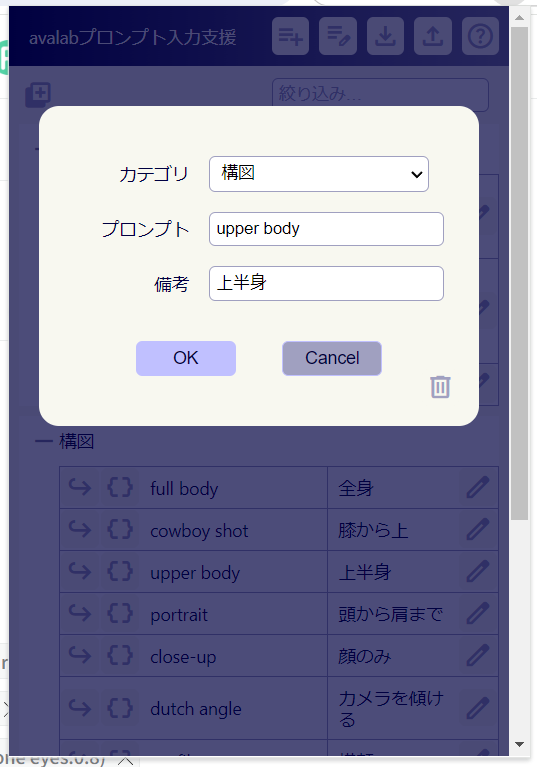 avalabプロンプト入力支援
絞り込み...
カテゴリ 構図
プロンプト upper body
備考 上半身
OK Cancel
構図
full body 全身
cowboy shot 膝から上
upper body 上半身
portrait 頭から肩まで
close-up 顔のみ
dutch angle カメラを傾け
る
one eyes:0.8)